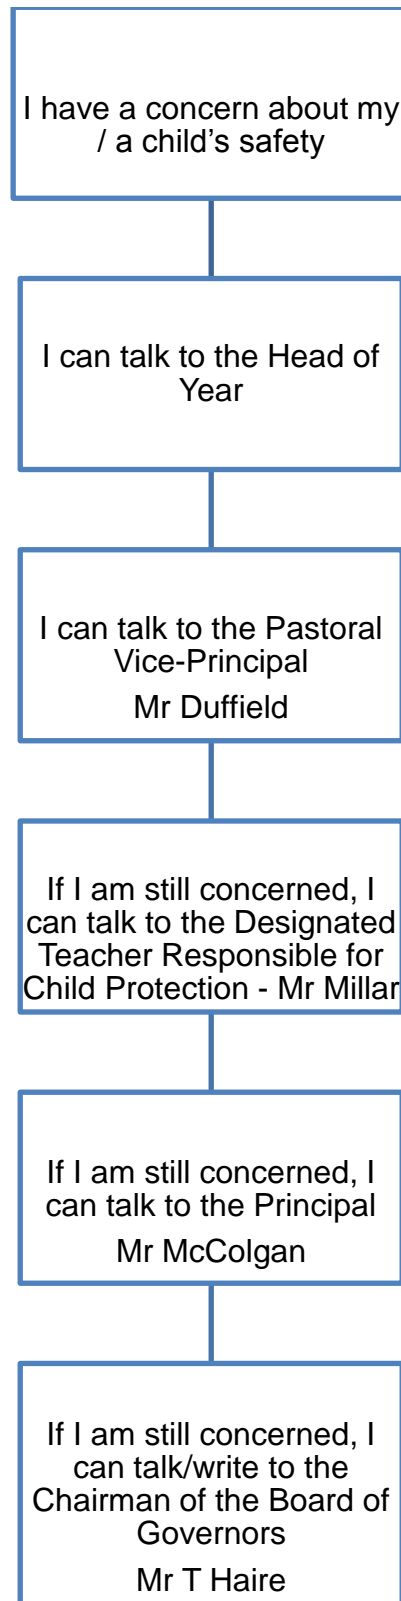 I have a concern about my
/ a child’s safety
I can talk to the Head of
Year
I can talk to the Pastoral
Vice-Principal
Mr Duffield
If I am still concerned, I
can talk to the Designated
Teacher Responsible for
Child Protection - Mr Millar
If I am still concerned, I
can talk to the Principal
Mr McColgan
If I am still concerned, I
can talk/write to the
Chairman of the Board of
Governors
Mr T Haire